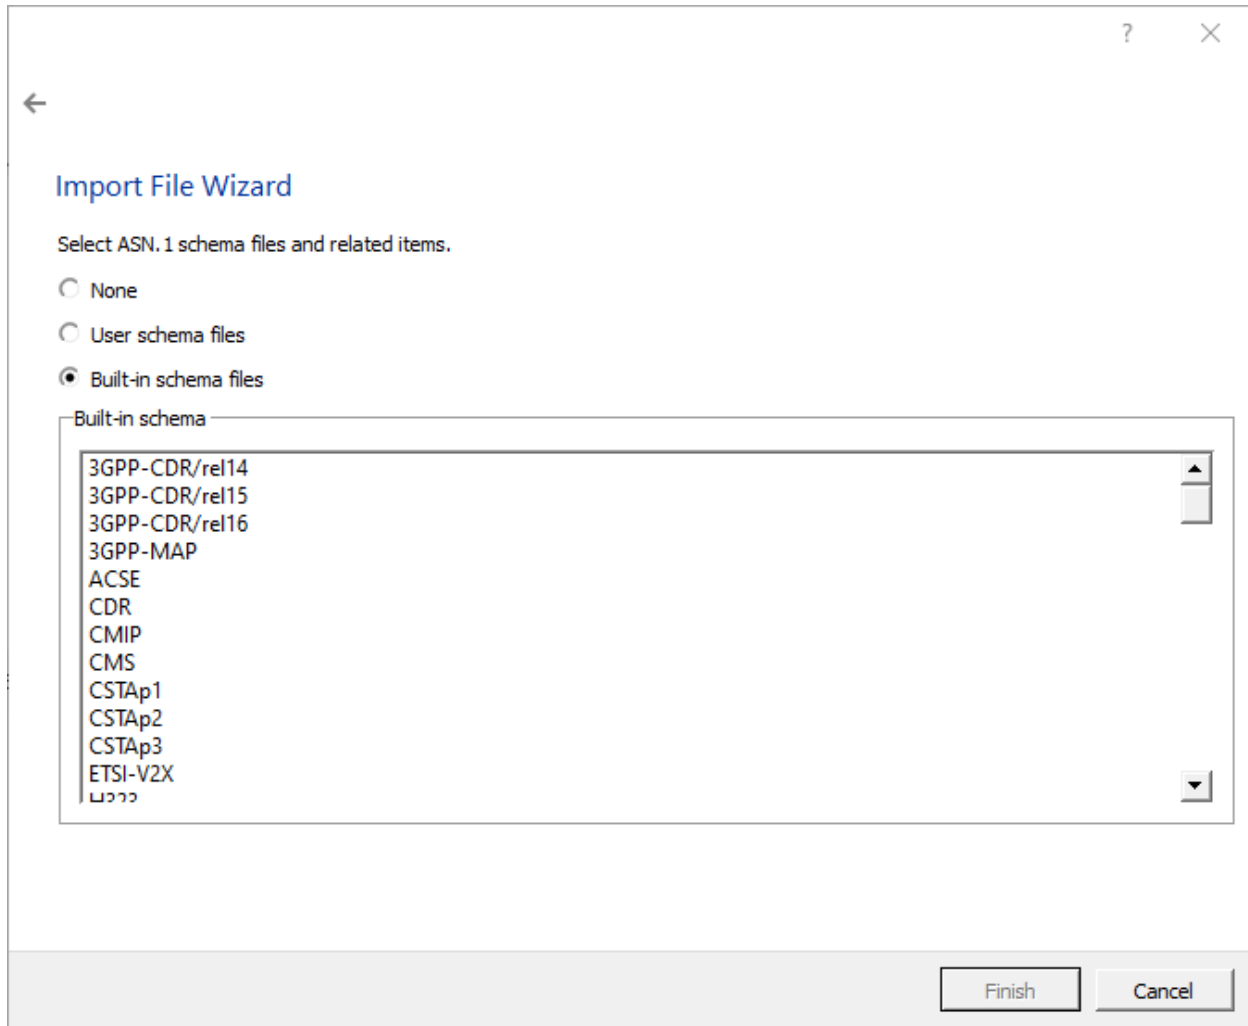 ?
Import File Wizard
Select ASN.1 schema files and related items.
None
User schema files
Built-in schema files
Built-in schema
3GPP-CDR/rel14
3GPP-CDR/rel15
3GPP-CDR/rel16
3GPP-MAP
ACSE
CDR
CMIP
CMS
CSTAp1
CSTAp2
CSTAp3
ETSI-V2X
Finish
Cancel